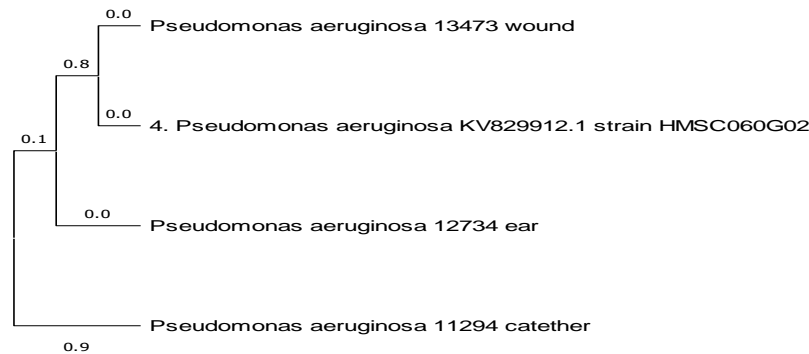 0.0
Pseudomonas aeruginosa 13473 wound
0.8
0.0
4. Pseudomonas aeruginosa KV829912.1 strain HMSC060G02
0.1
0.0
Pseudomonas aeruginosa 12734 ear
Pseudomonas aeruginosa 11294 catether
0.9